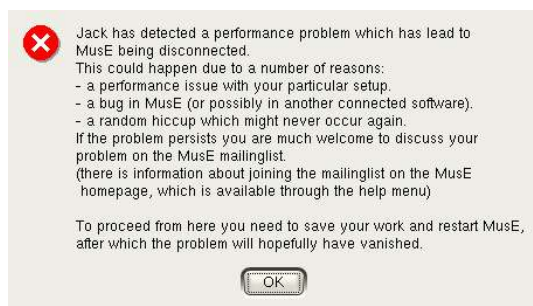 Jack has detected a performance problem which has lead to
MusE being disconnected.
This could happen due to a number of reasons:
- a performance issue with your particular setup.
- a bug in MusE (or possibly in another connected software).
- a random hiccup which might never occur again.
If the problem persists you are much welcome to discuss your
problem on the MusE mailinglist.
(there is information about joining the mailinglist on the MusE
homepage, which is available through the help menu)
To proceed from here you need to save your work and restart MusE,
after which the problem will hopefully have vanished.
OK